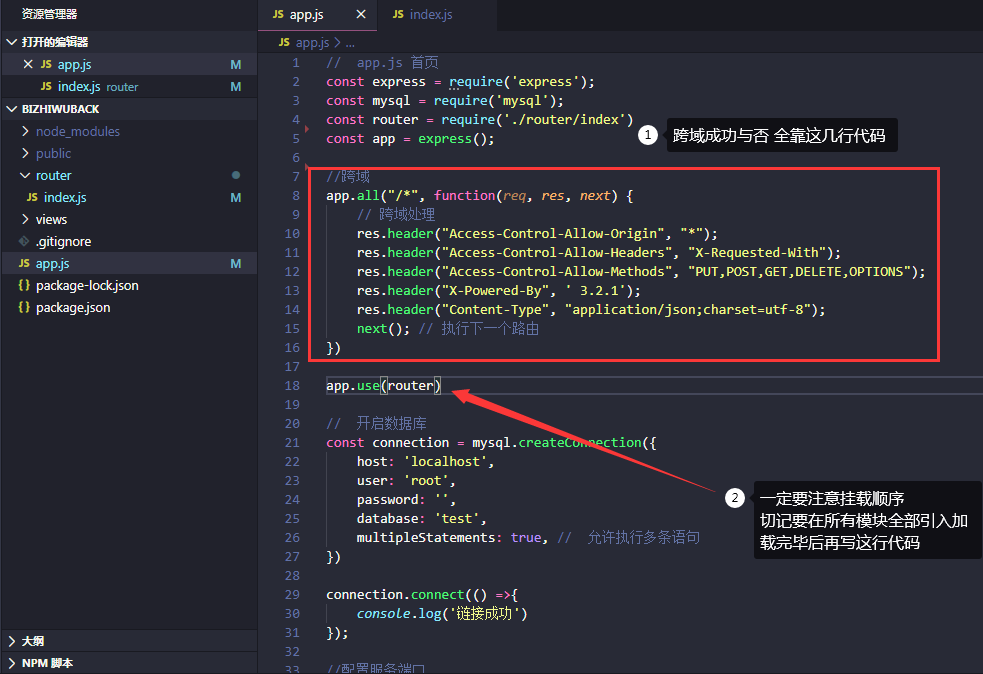 资源管理器
打开的编辑器
JS app.js M
JS index.js router M
BIZHIWUBACK
node_modules
public
router
JS index.js M
views
.gitignore
JS app.js M
{} package-lock.json
{} package.json
大纲
NPM 脚本
JS app.js
JS index.js
JS app.js > ...
1 // app.js 首页
2 const express = require('express');
3 const mysql = require('mysql');
4 const router = require('./router/index')
5 const app = express();
6
7 //跨域
8 app.all("/*", function(req, res, next) {
9 // 跨域处理
10 res.header("Access-Control-Allow-Origin", "*");
11 res.header("Access-Control-Allow-Headers", "X-Requested-With");
12 res.header("Access-Control-Allow-Methods", "PUT,POST,GET,DELETE,OPTIONS");
13 res.header("X-Powered-By", ' 3.2.1');
14 res.header("Content-Type", "application/json;charset=utf-8");
15 next(); // 执行下一个路由
16 })
17
18 app.use(router)
19
20 // 开启数据库
21 const connection = mysql.createConnection({
22 host: 'localhost',
23 user: 'root',
24 password: '',
25 database: 'test',
26 multipleStatements: true, // 允许执行多条语句
27 })
28
29 connection.connect(() =>{
30 console.log('链接成功')
31 });
32
33 //配置服务端口
1 跨域成功与否 全靠这几行代码
2 一定要注意挂载顺序
切记要在所有模块全部引入加
载完毕后再写这行代码